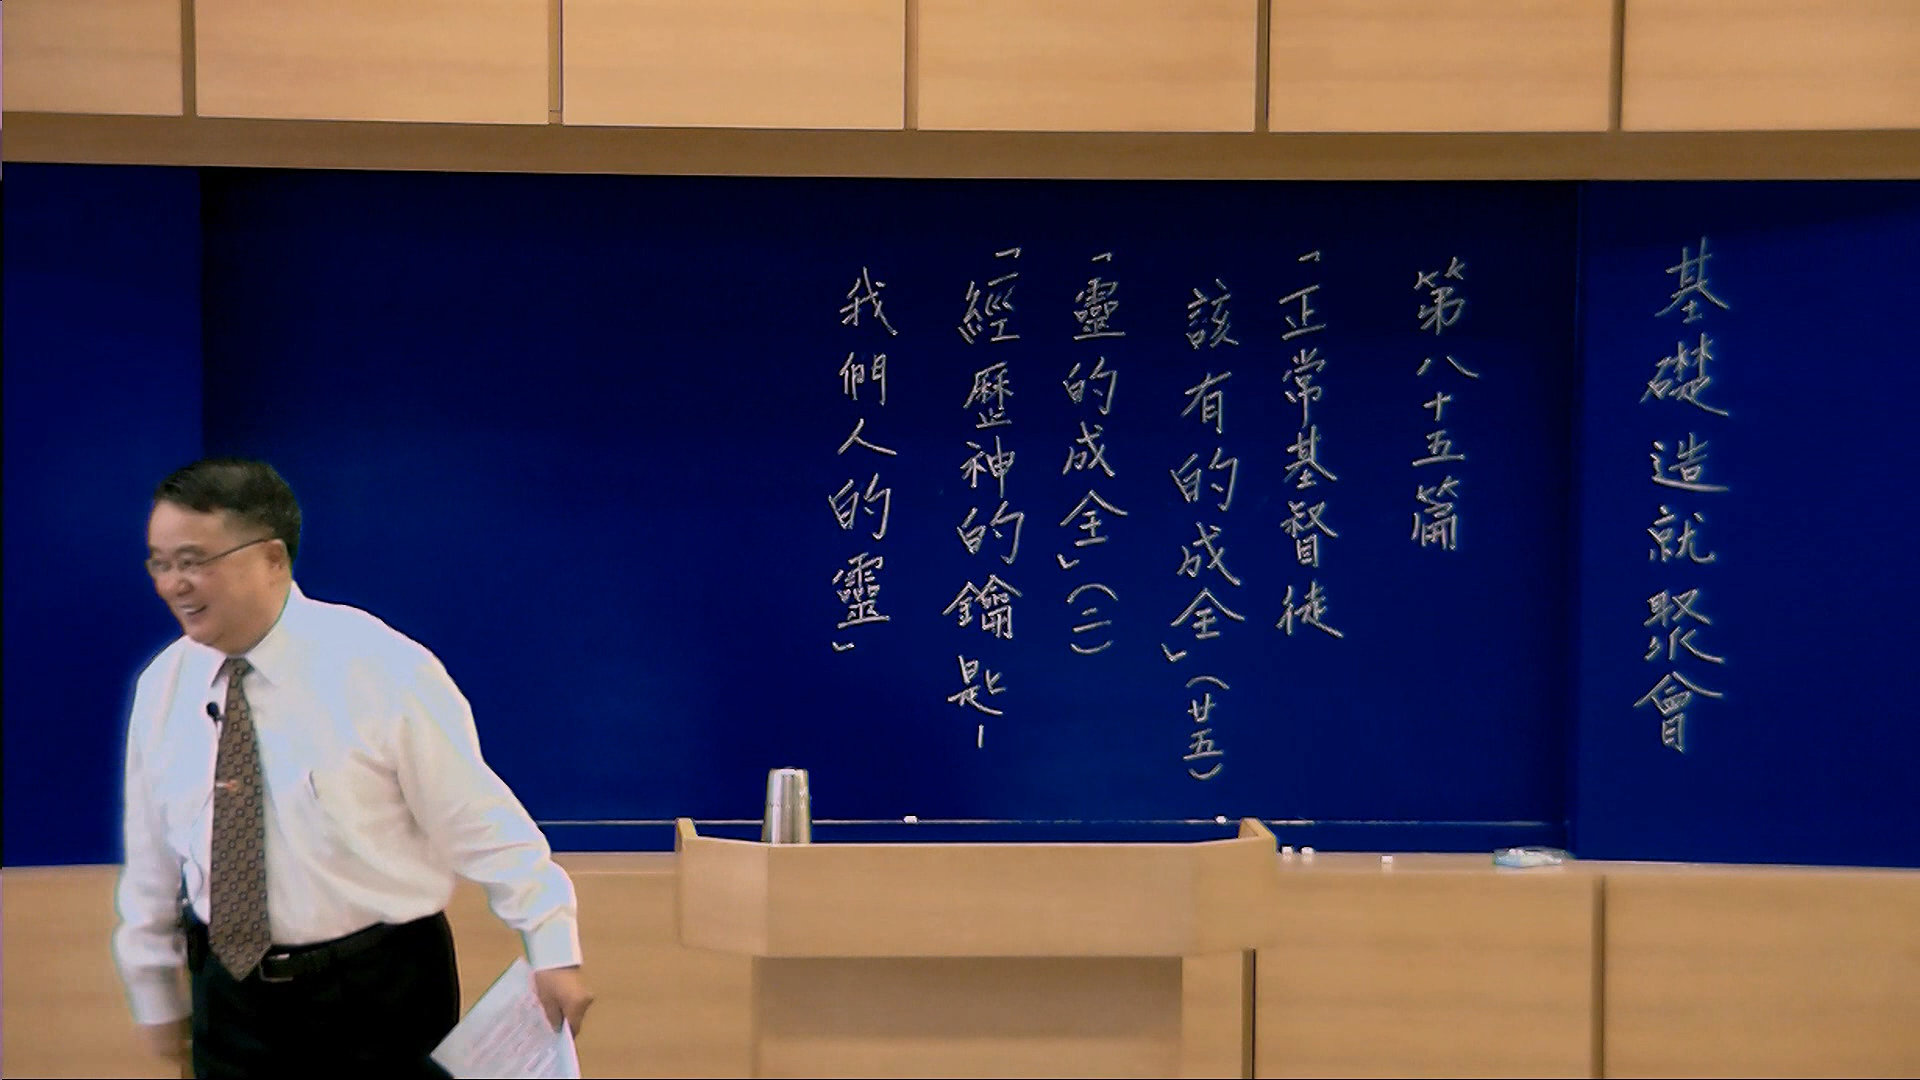 基礎造就聚會
第八十五篇
「正常基督徒
該有的成全」(廿五)
「靈的成全」(二)
「經歷神的鑰匙-
我們人的靈」